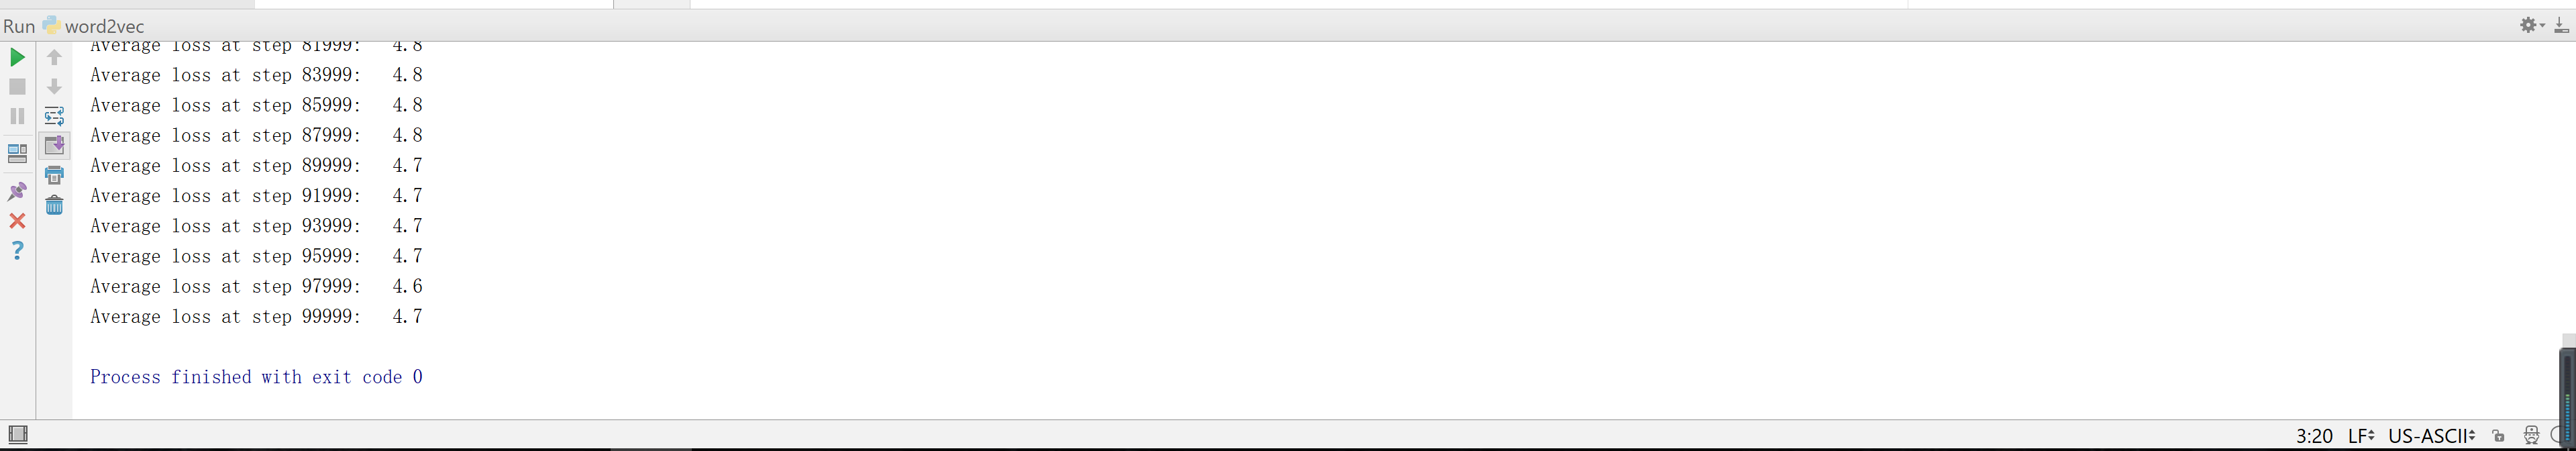 Run word2vec
Average loss at step 81999:   4.8
Average loss at step 83999:   4.8
Average loss at step 85999:   4.8
Average loss at step 87999:   4.8
Average loss at step 89999:   4.7
Average loss at step 91999:   4.7
Average loss at step 93999:   4.7
Average loss at step 95999:   4.7
Average loss at step 97999:   4.6
Average loss at step 99999:   4.7
Process finished with exit code 0
3:20 LF US-ASCII